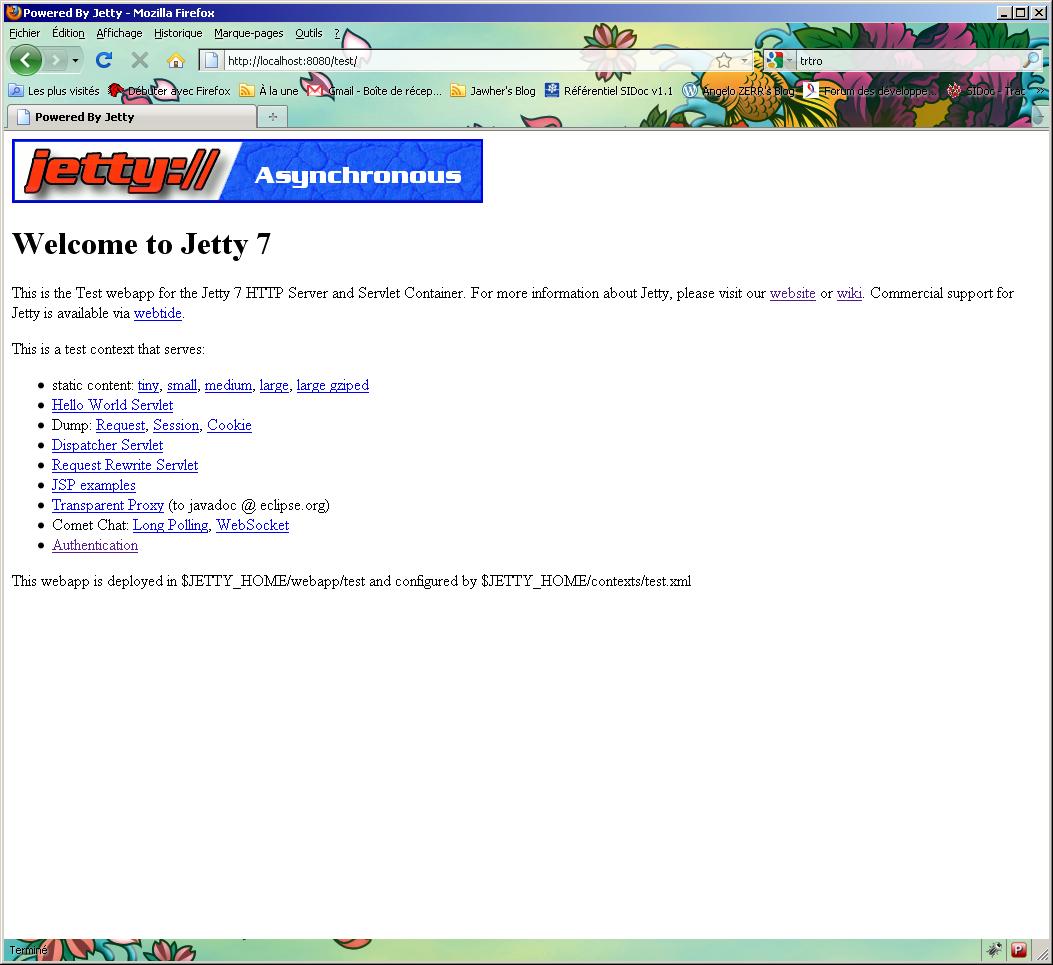 Powered By Jetty - Mozilla Firefox
Fichier Édition Affichage Historique Marque-pages Outils ?
http://localhost:8080/test/ trtro
Les plus visités Débuter avec Firefox À la une Gmail - Boîte de récep... Jawher's Blog Référentiel SIDoc v1.1 Angelo ZERR's Blog Forum des développe... SIDoc - Trac »
Powered By Jetty
jetty:// Asynchronous
Welcome to Jetty 7
This is the Test webapp for the Jetty 7 HTTP Server and Servlet Container. For more information about Jetty, please visit our website or wiki. Commercial support for
Jetty is available via webtide.
This is a test context that serves:
• static content: tiny, small, medium, large, large gziped
• Hello World Servlet
• Dump: Request, Session, Cookie
• Dispatcher Servlet
• Request Rewrite Servlet
• JSP examples
• Transparent Proxy (to javadoc @ eclipse.org)
• Comet Chat: Long Polling, WebSocket
• Authentication
This webapp is deployed in $JETTY_HOME/webapp/test and configured by $JETTY_HOME/contexts/test.xml
Terminé